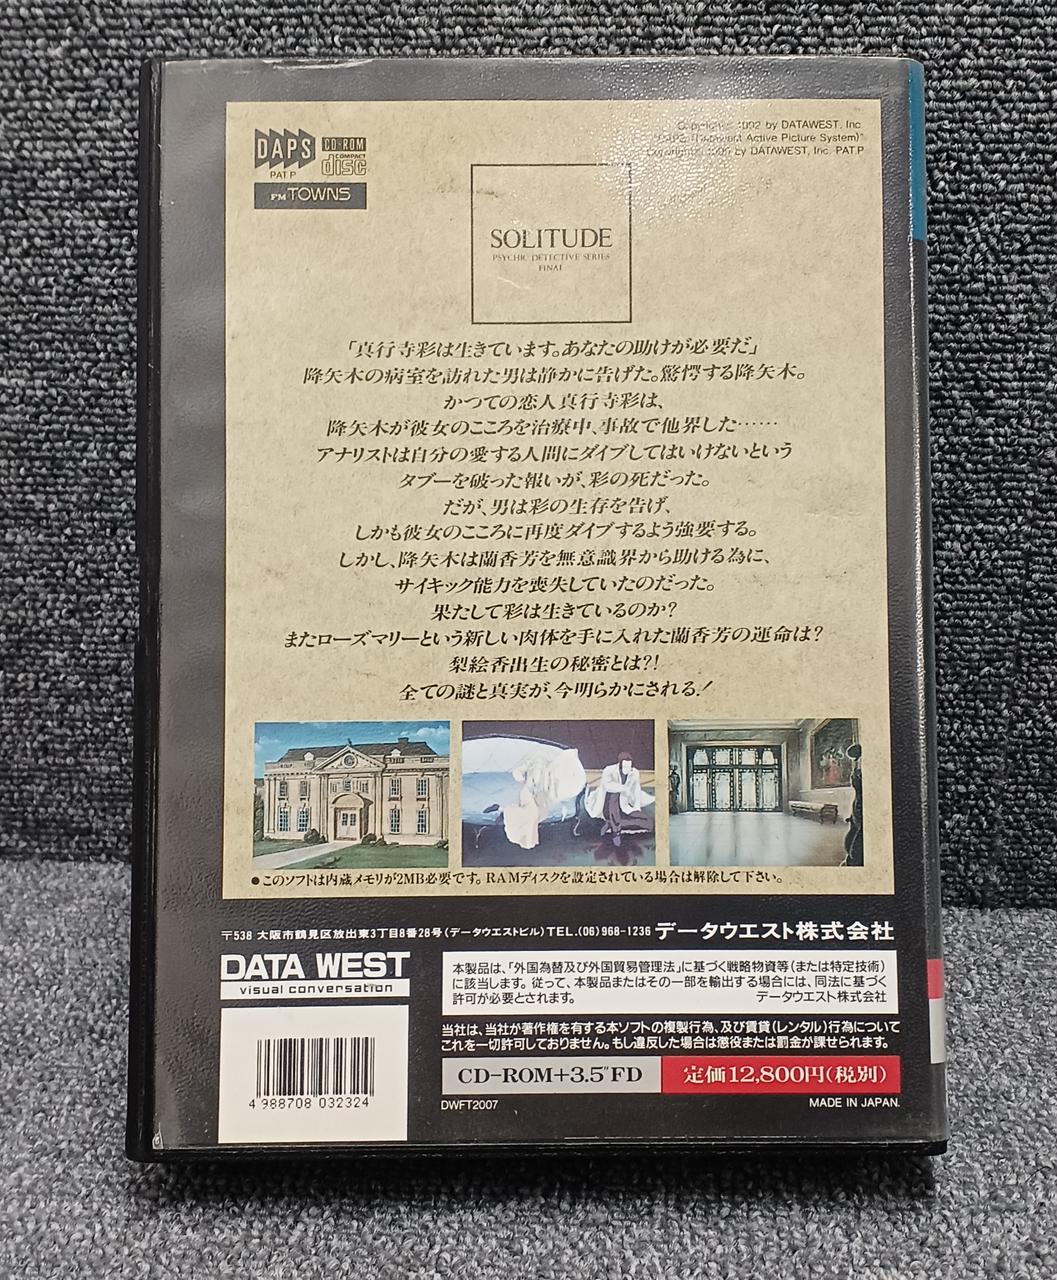 DAPS
PAT.P
CD-ROM
COMPACT
disc
FM TOWNS
1992 by DATAWEST, Inc.
Active Picture System)"
by DATAWEST, Inc. PAT.P
SOLITUDE
PSYCHIC DETECTIVE SERIES
FINAL
「真行寺彩は生きています。あなたの助けが必要だ」
降矢木の病室を訪れた男は静かに告げた。驚愕する降矢木。
かつての恋人真行寺彩は、
降矢木が彼女のこころを治療中、事故で他界した……
アナリストは自分の愛する人間にダイブしてはいけないという
タブーを破った報いが、彩の死だった。
だが、男は彩の生存を告げ、
しかも彼女のこころに再度ダイブするよう強要する。
しかし、降矢木は蘭香芳を無意識界から助ける為に、
サイキック能力を喪失していたのだった。
果たして彩は生きているのか?
またローズマリーという新しい肉体を手に入れた蘭香芳の運命は?
梨絵香出生の秘密とは?!
全ての謎と真実が、今明らかにされる!
●このソフトは内蔵メモリが2MB必要です。RAMディスクを設定されている場合は解除して下さい。
〒538 大阪市鶴見区放出東3丁目8番28号(データウエストビル)TEL.(06)968-1236 データウエスト株式会社
DATA WEST
visual conversation
本製品は、「外国為替及び外国貿易管理法」に基づく戦略物資等(または特定技術)
に該当します。従って、本製品またはその一部を輸出する場合には、同法に基づく
許可が必要とされます。 データウエスト株式会社
当社は、当社が著作権を有する本ソフトの複製行為、及び賃貸(レンタル)行為について
これを一切許可しておりません。もし違反した場合は懲役または罰金が課せられます。
CD-ROM+3.5"FD
定価12,800円(税別)
4 988708 032324
DWFT2007
MADE IN JAPAN.